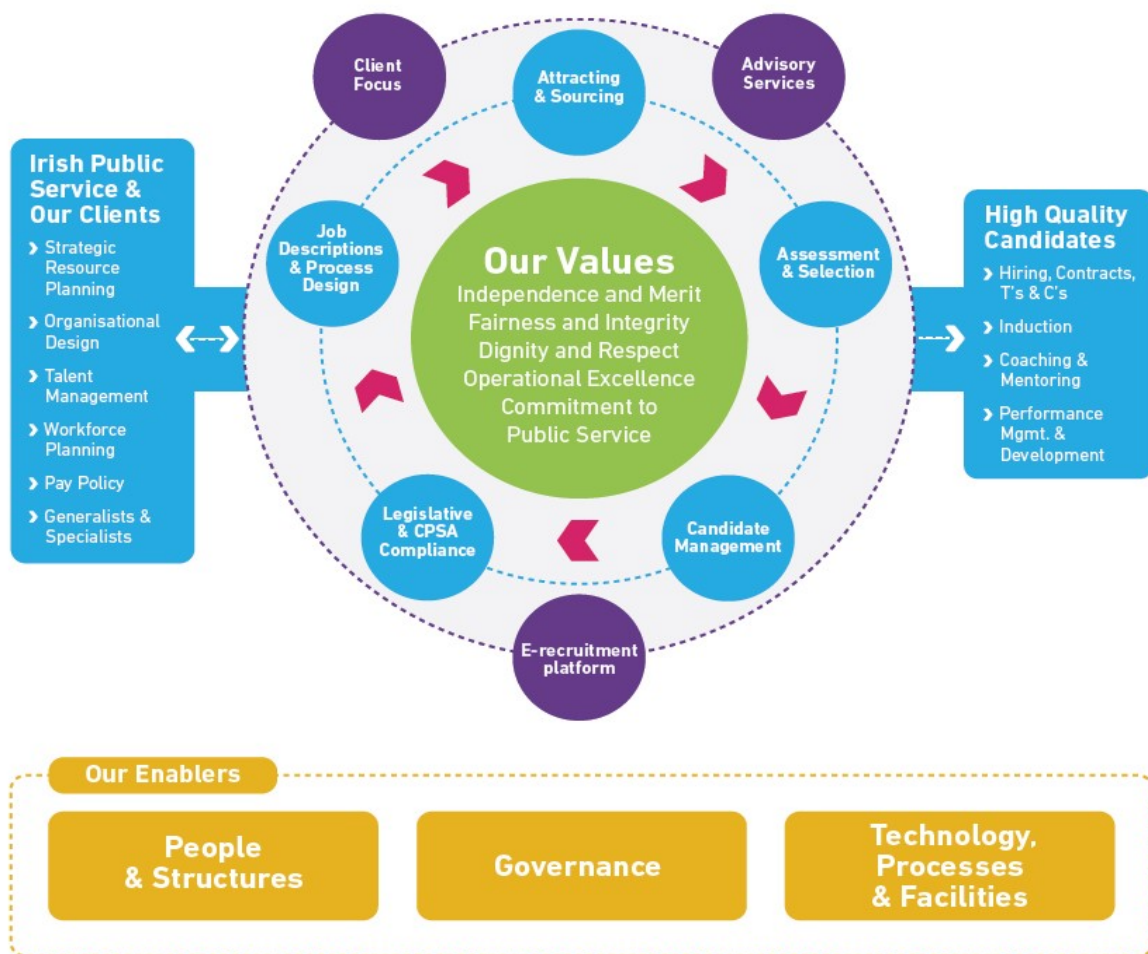 Client
Focus
Attracting
& Sourcing
Advisory
Services
Irish Public
Service &
Our Clients
› Strategic
Resource
Planning
› Organisational
Design
› Talent
Management
› Workforce
Planning
› Pay Policy
› Generalists &
Specialists
Job
Descriptions
& Process
Design
Our Values
Independence and Merit
Fairness and Integrity
Dignity and Respect
Operational Excellence
Commitment to
Public Service
Assessment
& Selection
High Quality
Candidates
› Hiring, Contracts,
T's & C's
› Induction
› Coaching &
Mentoring
› Performance
Mgmt. &
Development
Legislative
& CPSA
Compliance
Candidate
Management
E-recruitment
platform
Our Enablers
People
& Structures
Governance
Technology,
Processes
& Facilities